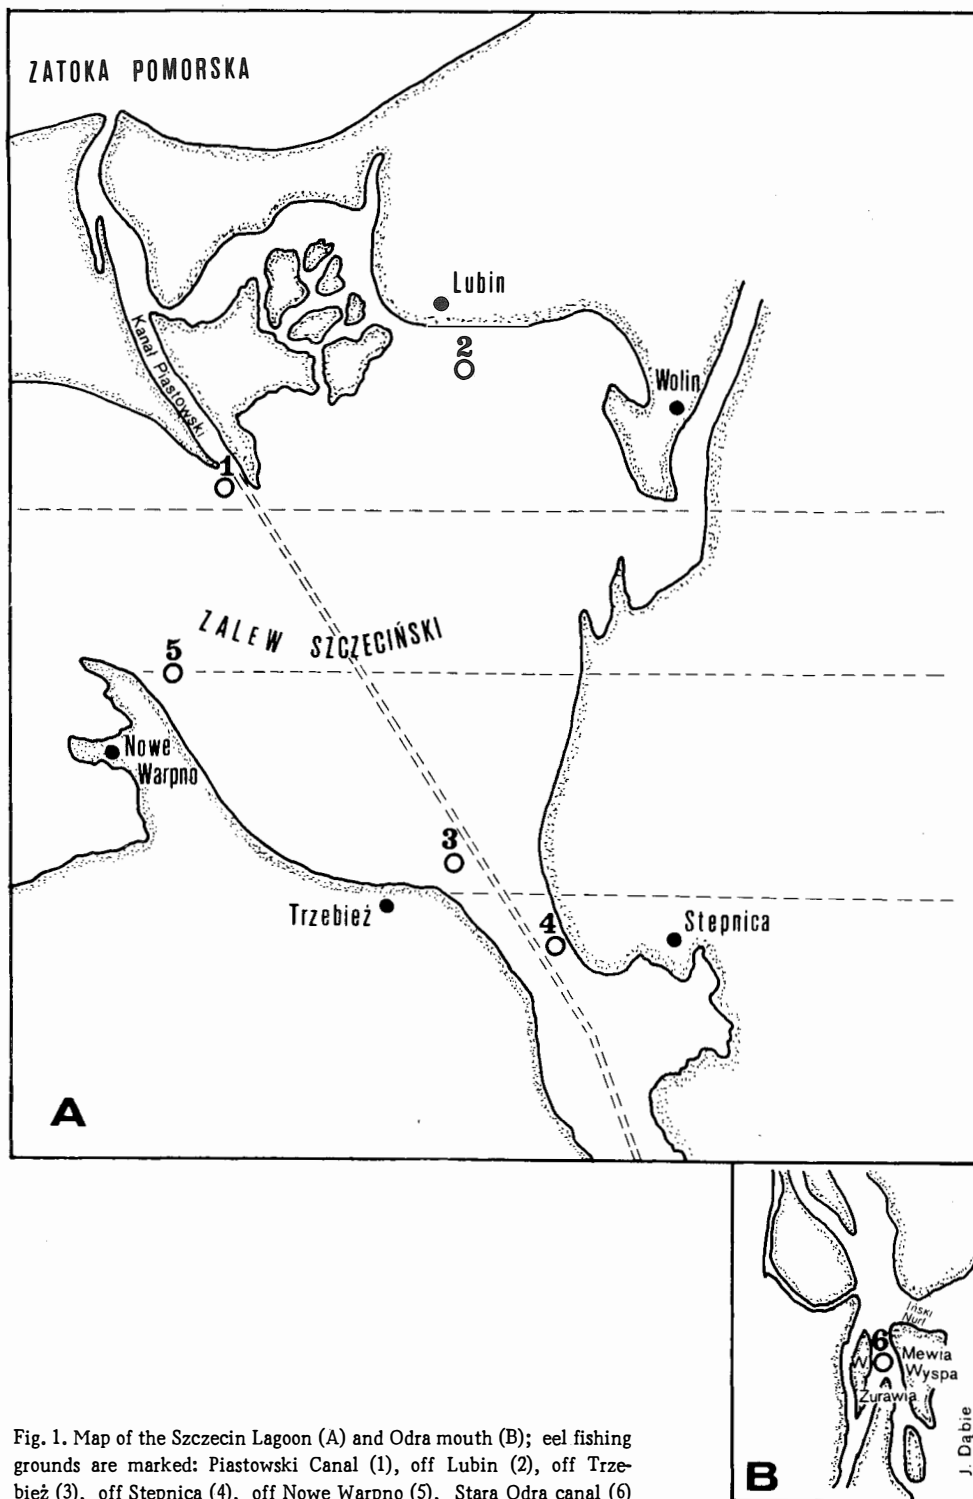 ZATOKA POMORSKA
Lubin
2
Kanał Piastowski
Wolin
1
ZALEW SZCZECIŃSKI
5
Nowe
Warpno
3
Trzebież
4
Stepnica
A
Iński
Nurt
6
W.
Mewia
Wyspa
Żurawia
J. Dąbie
B
Fig. 1. Map of the Szczecin Lagoon (A) and Odra mouth (B); eel fishing
grounds are marked: Piastowski Canal (1), off Lubin (2), off Trze-
bież (3), off Stepnica (4), off Nowe Warpno (5), Stara Odra canal (6)